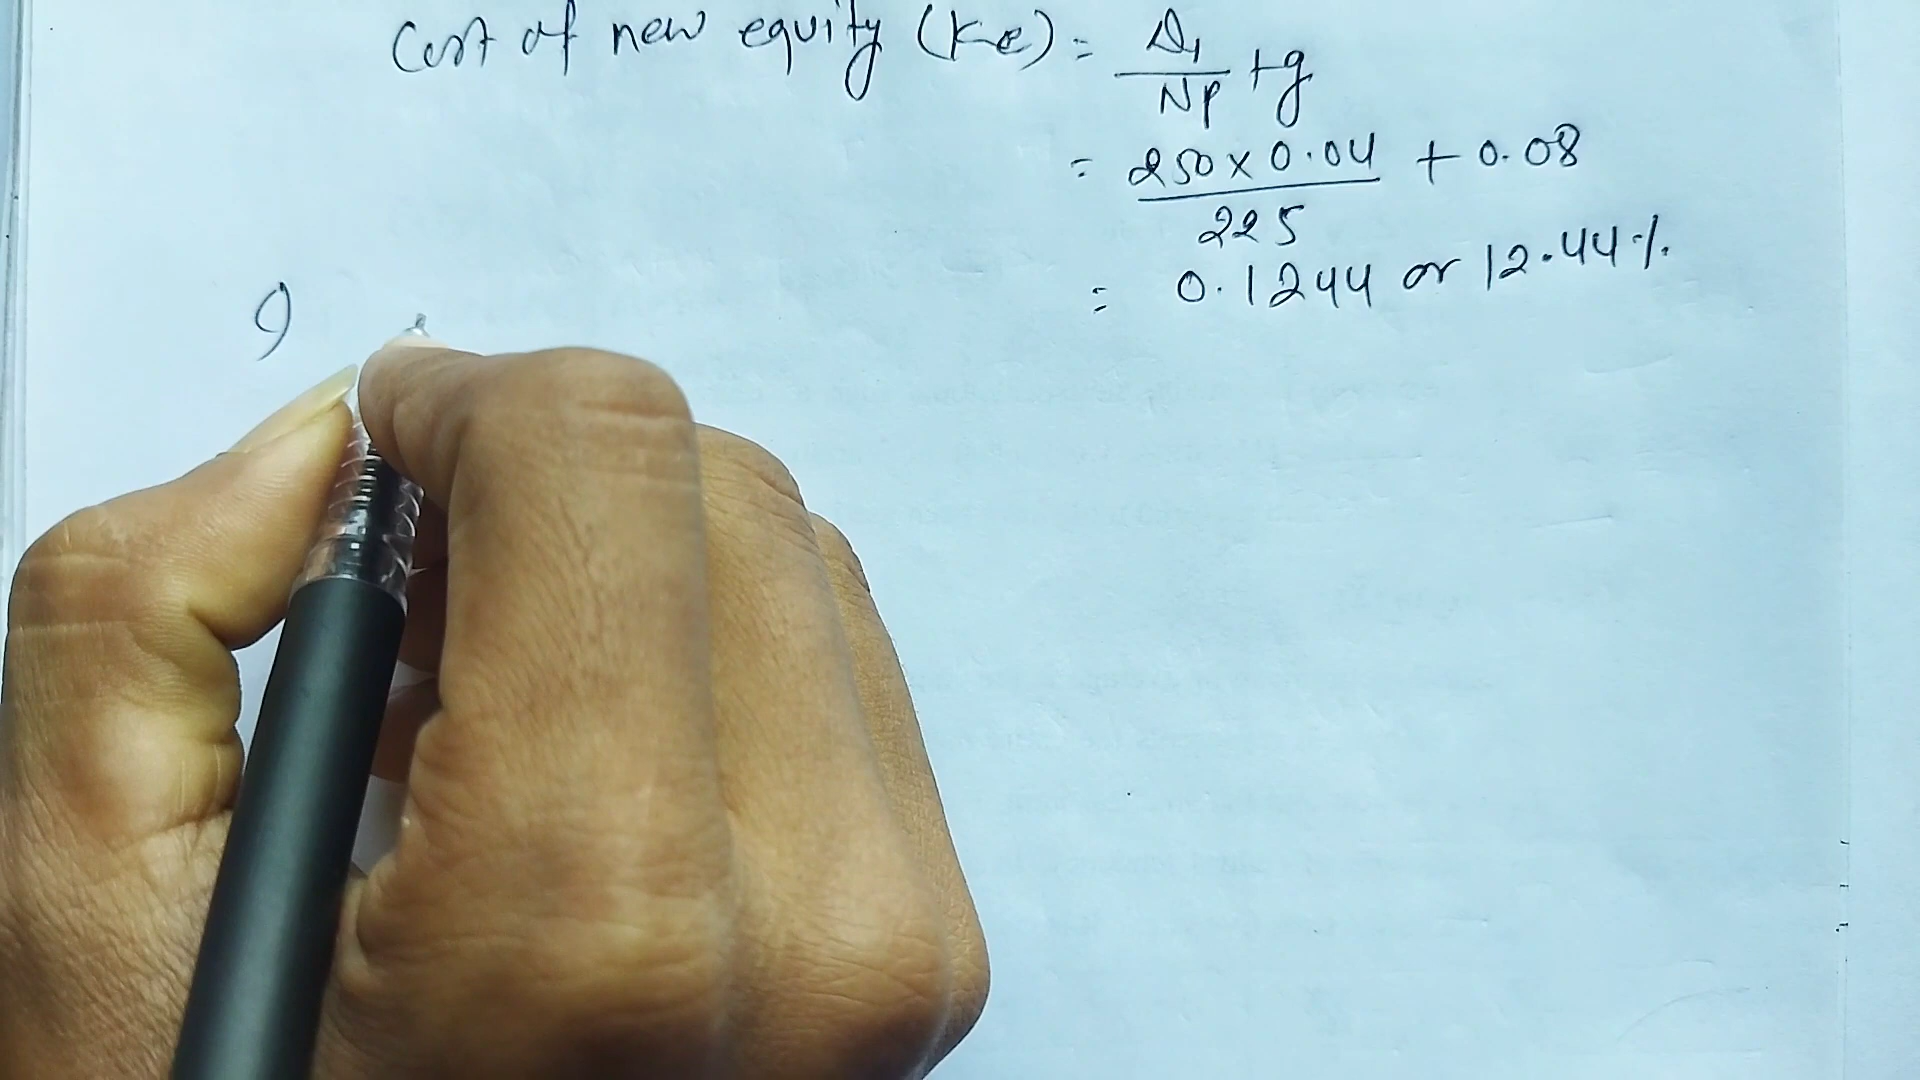 Cost of new equity (Ke) = D1 / NP + g
= 250 x 0.04 / 225 + 0.08
= 0.1244 or 12.44%